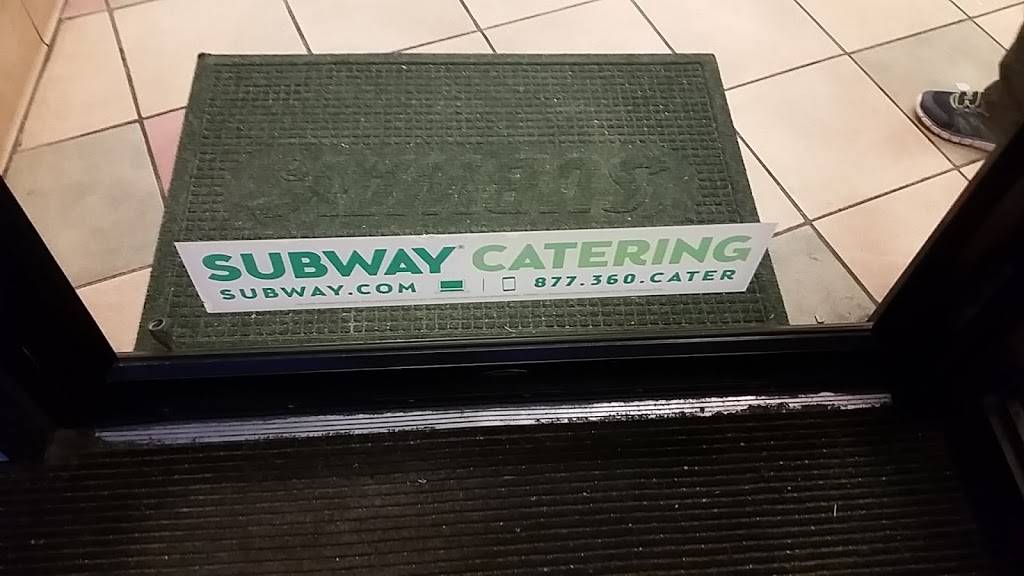 SUBWAY® CATERING
SUBWAY.COM 877.360.CATER